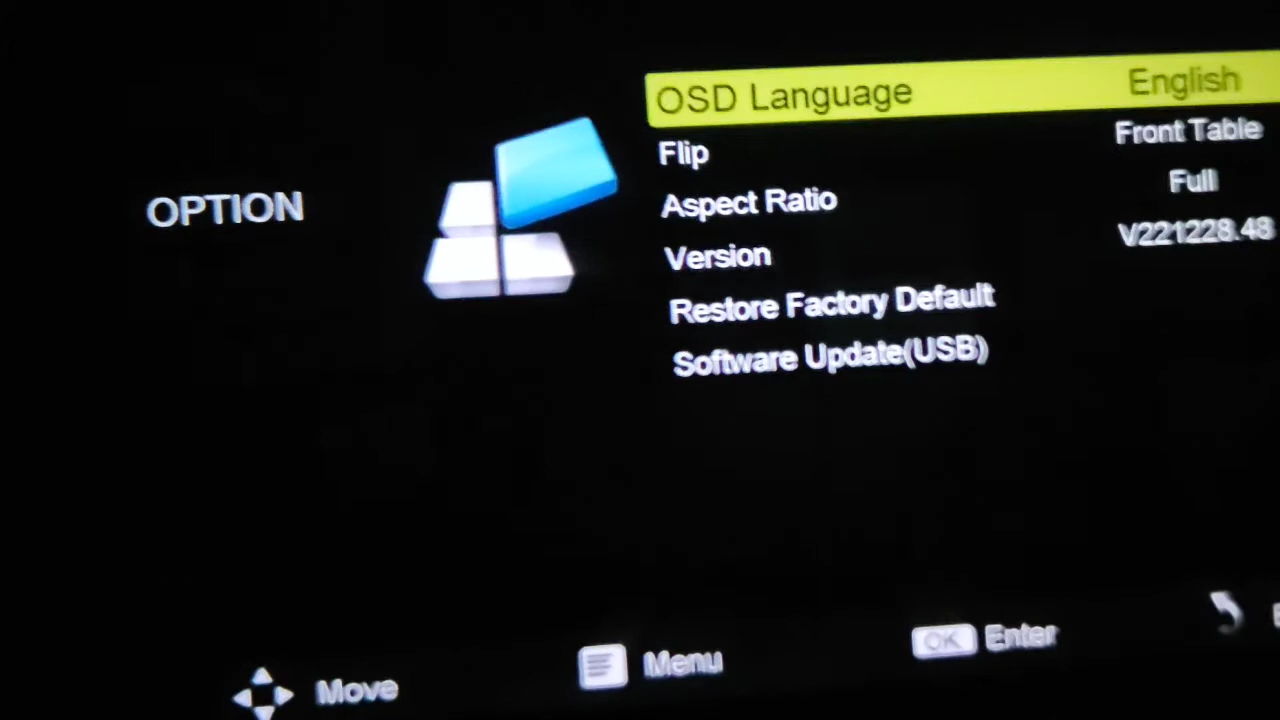 OPTION
OSD Language English
Flip Front Table
Aspect Ratio Full
Version V221228.48
Restore Factory Default
Software Update(USB)
Move
Menu
OK Enter